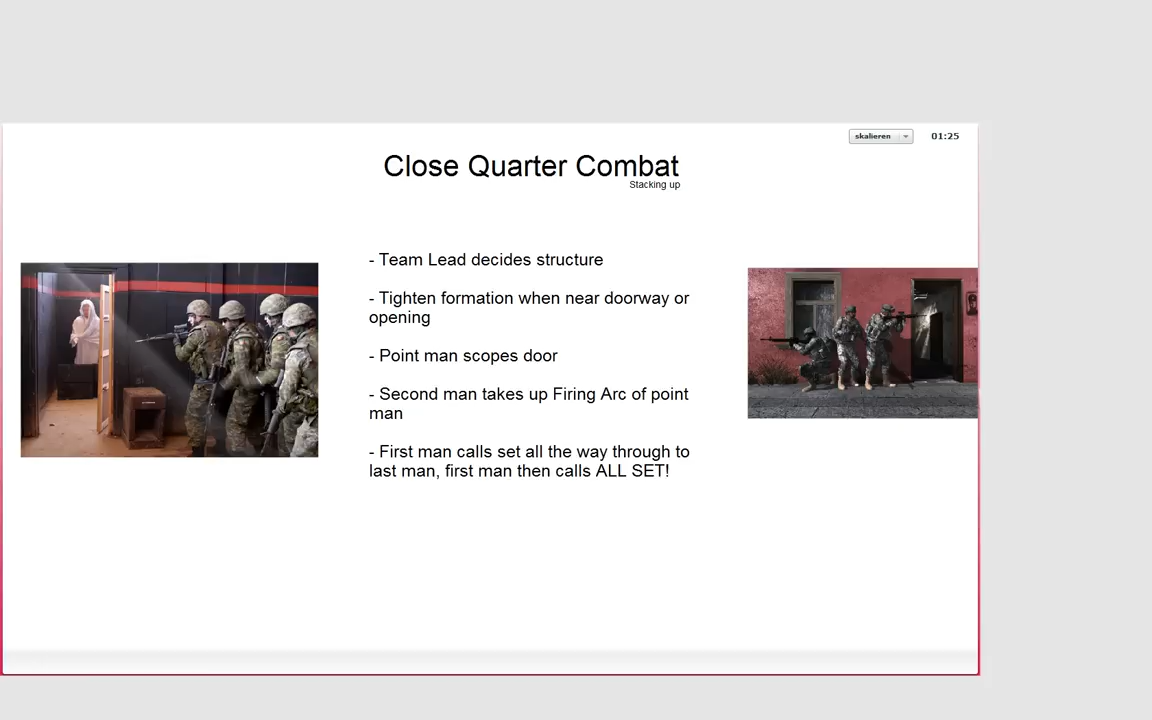 skalieren
01:25
Close Quarter Combat
Stacking up
- Team Lead decides structure
- Tighten formation when near doorway or
opening
- Point man scopes door
- Second man takes up Firing Arc of point
man
- First man calls set all the way through to
last man, first man then calls ALL SET!